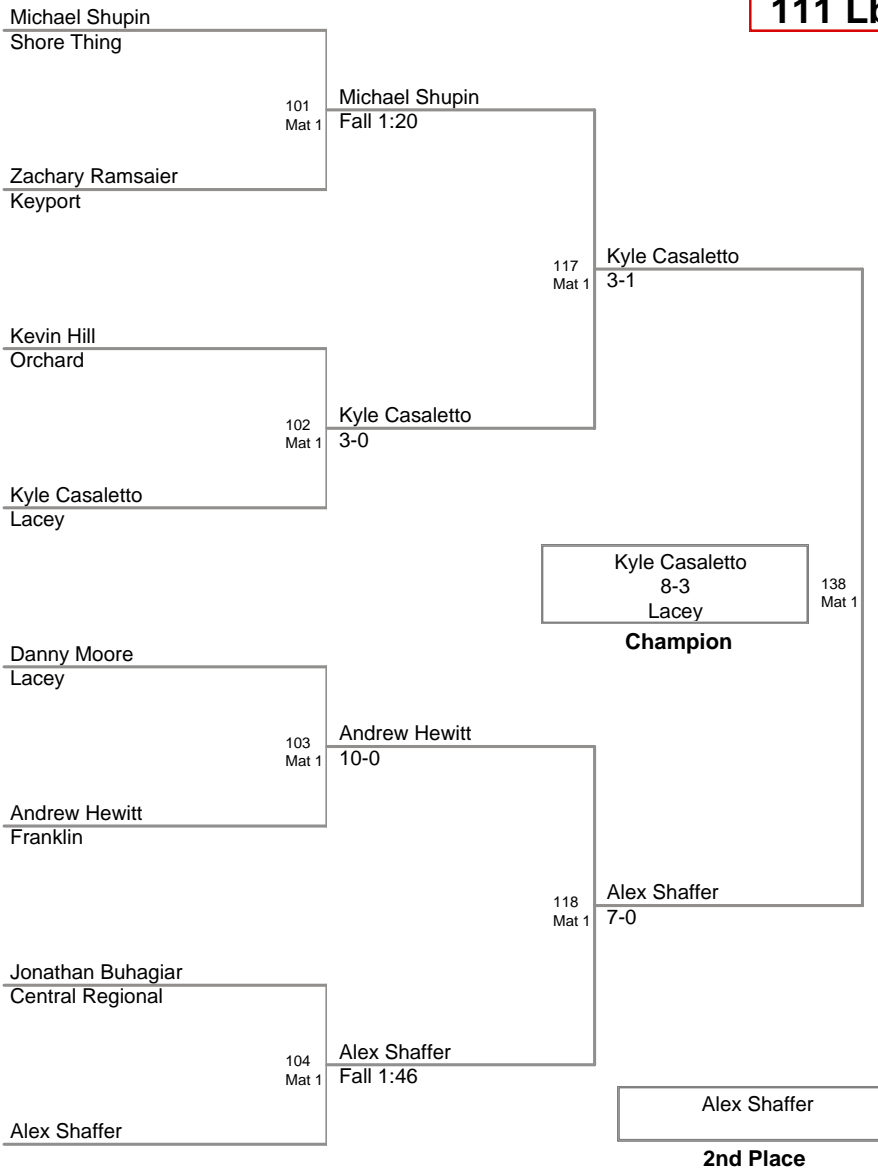 111 Lb
Michael Shupin
Shore Thing
101
Mat 1
Michael Shupin
Fall 1:20
Zachary Ramsaier
Keyport
117
Mat 1
Kyle Casaletto
3-1
Kevin Hill
Orchard
102
Mat 1
Kyle Casaletto
3-0
Kyle Casaletto
Lacey
Kyle Casaletto
8-3
Lacey
Champion
138
Mat 1
Danny Moore
Lacey
103
Mat 1
Andrew Hewitt
10-0
Andrew Hewitt
Franklin
118
Mat 1
Alex Shaffer
7-0
Jonathan Buhagiar
Central Regional
104
Mat 1
Alex Shaffer
Fall 1:46
Alex Shaffer
Alex Shaffer
2nd Place